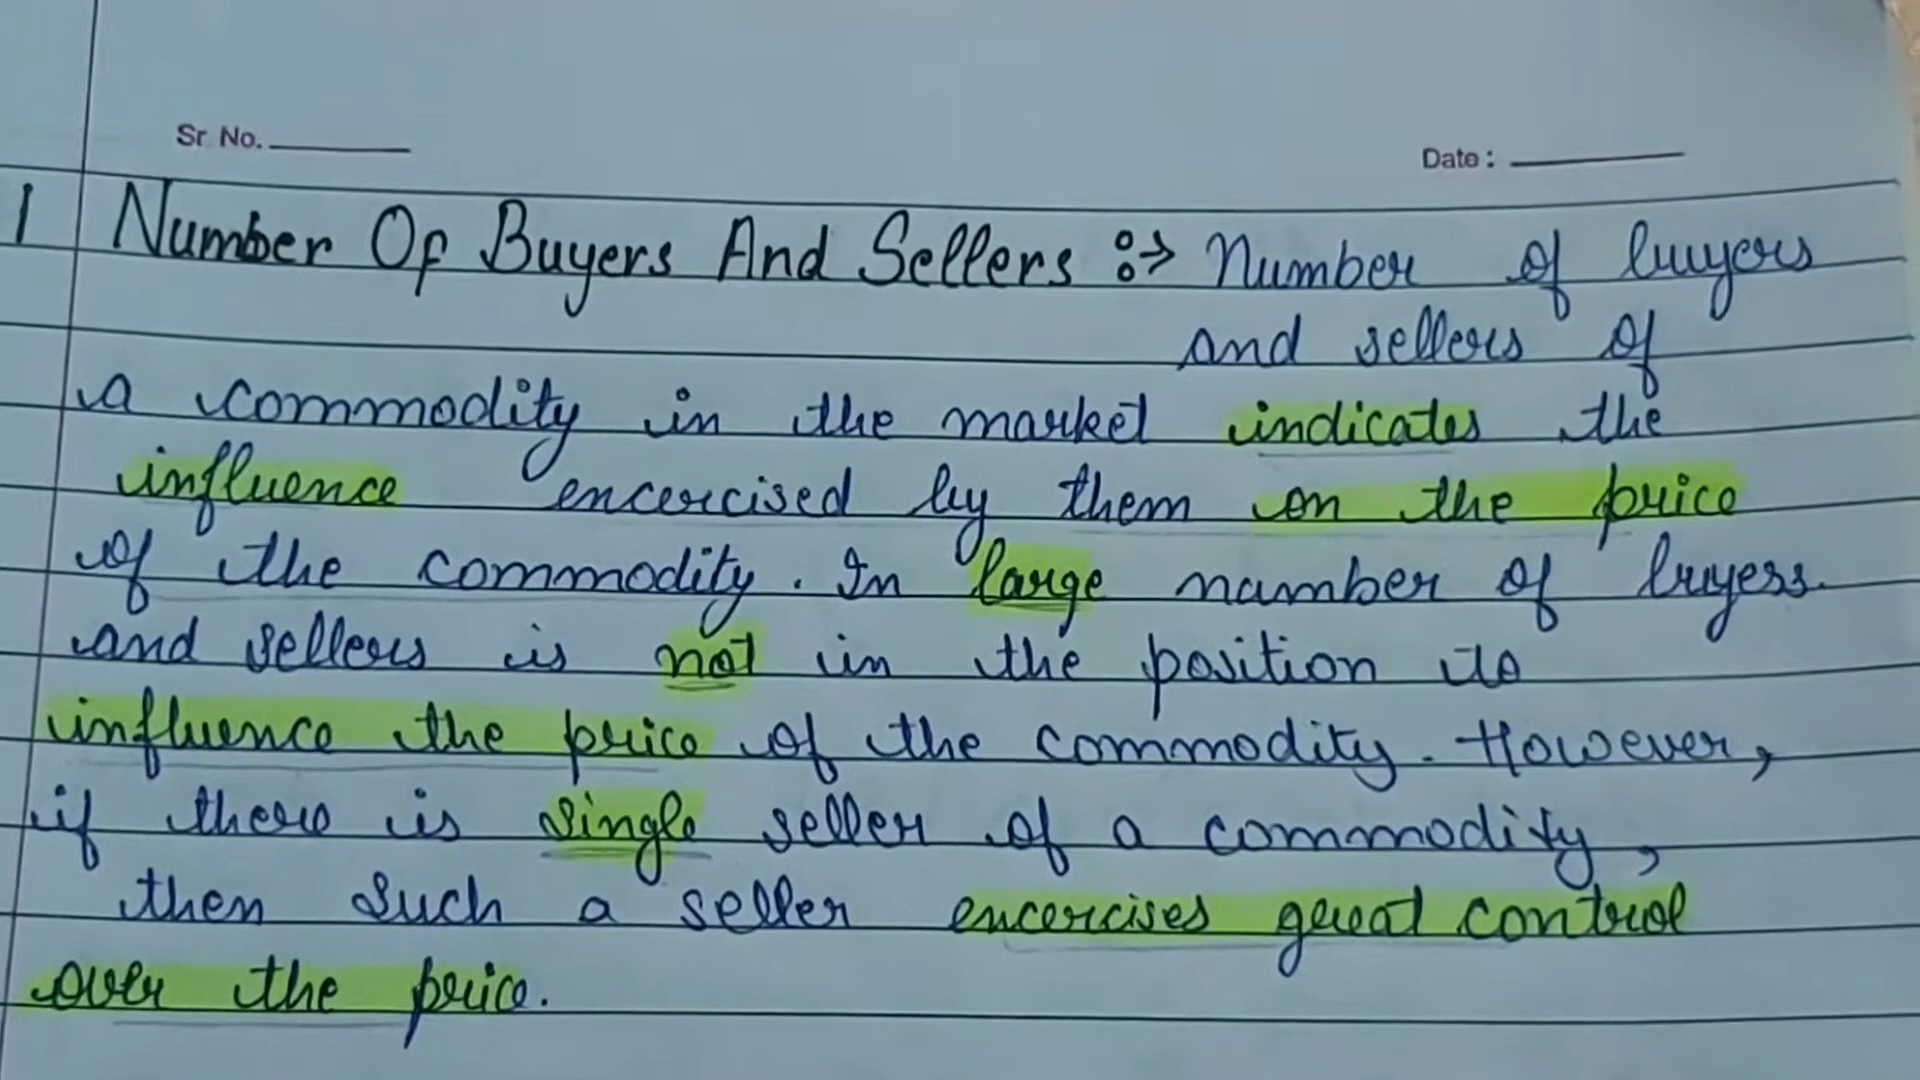 Sr No.
Date:
1 Number Of Buyers And Sellers :→ Number of buyers
and sellers of
a commodity in the market indicates the
influence encercised by them on the price
of the commodity. In large number of buyers
and sellers is not in the position to
influence the price of the commodity. However,
if there is single seller of a commodity,
then such a seller encercises great control
over the price.